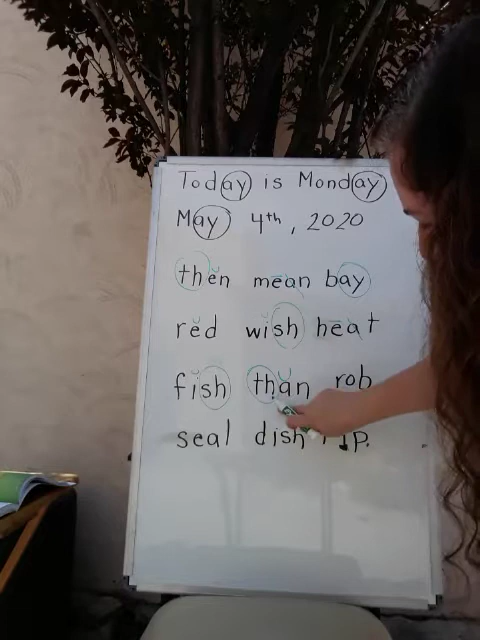 Today is Monday
May 4th, 2020
then mean bay
red wish heat
fish than rob
seal dish